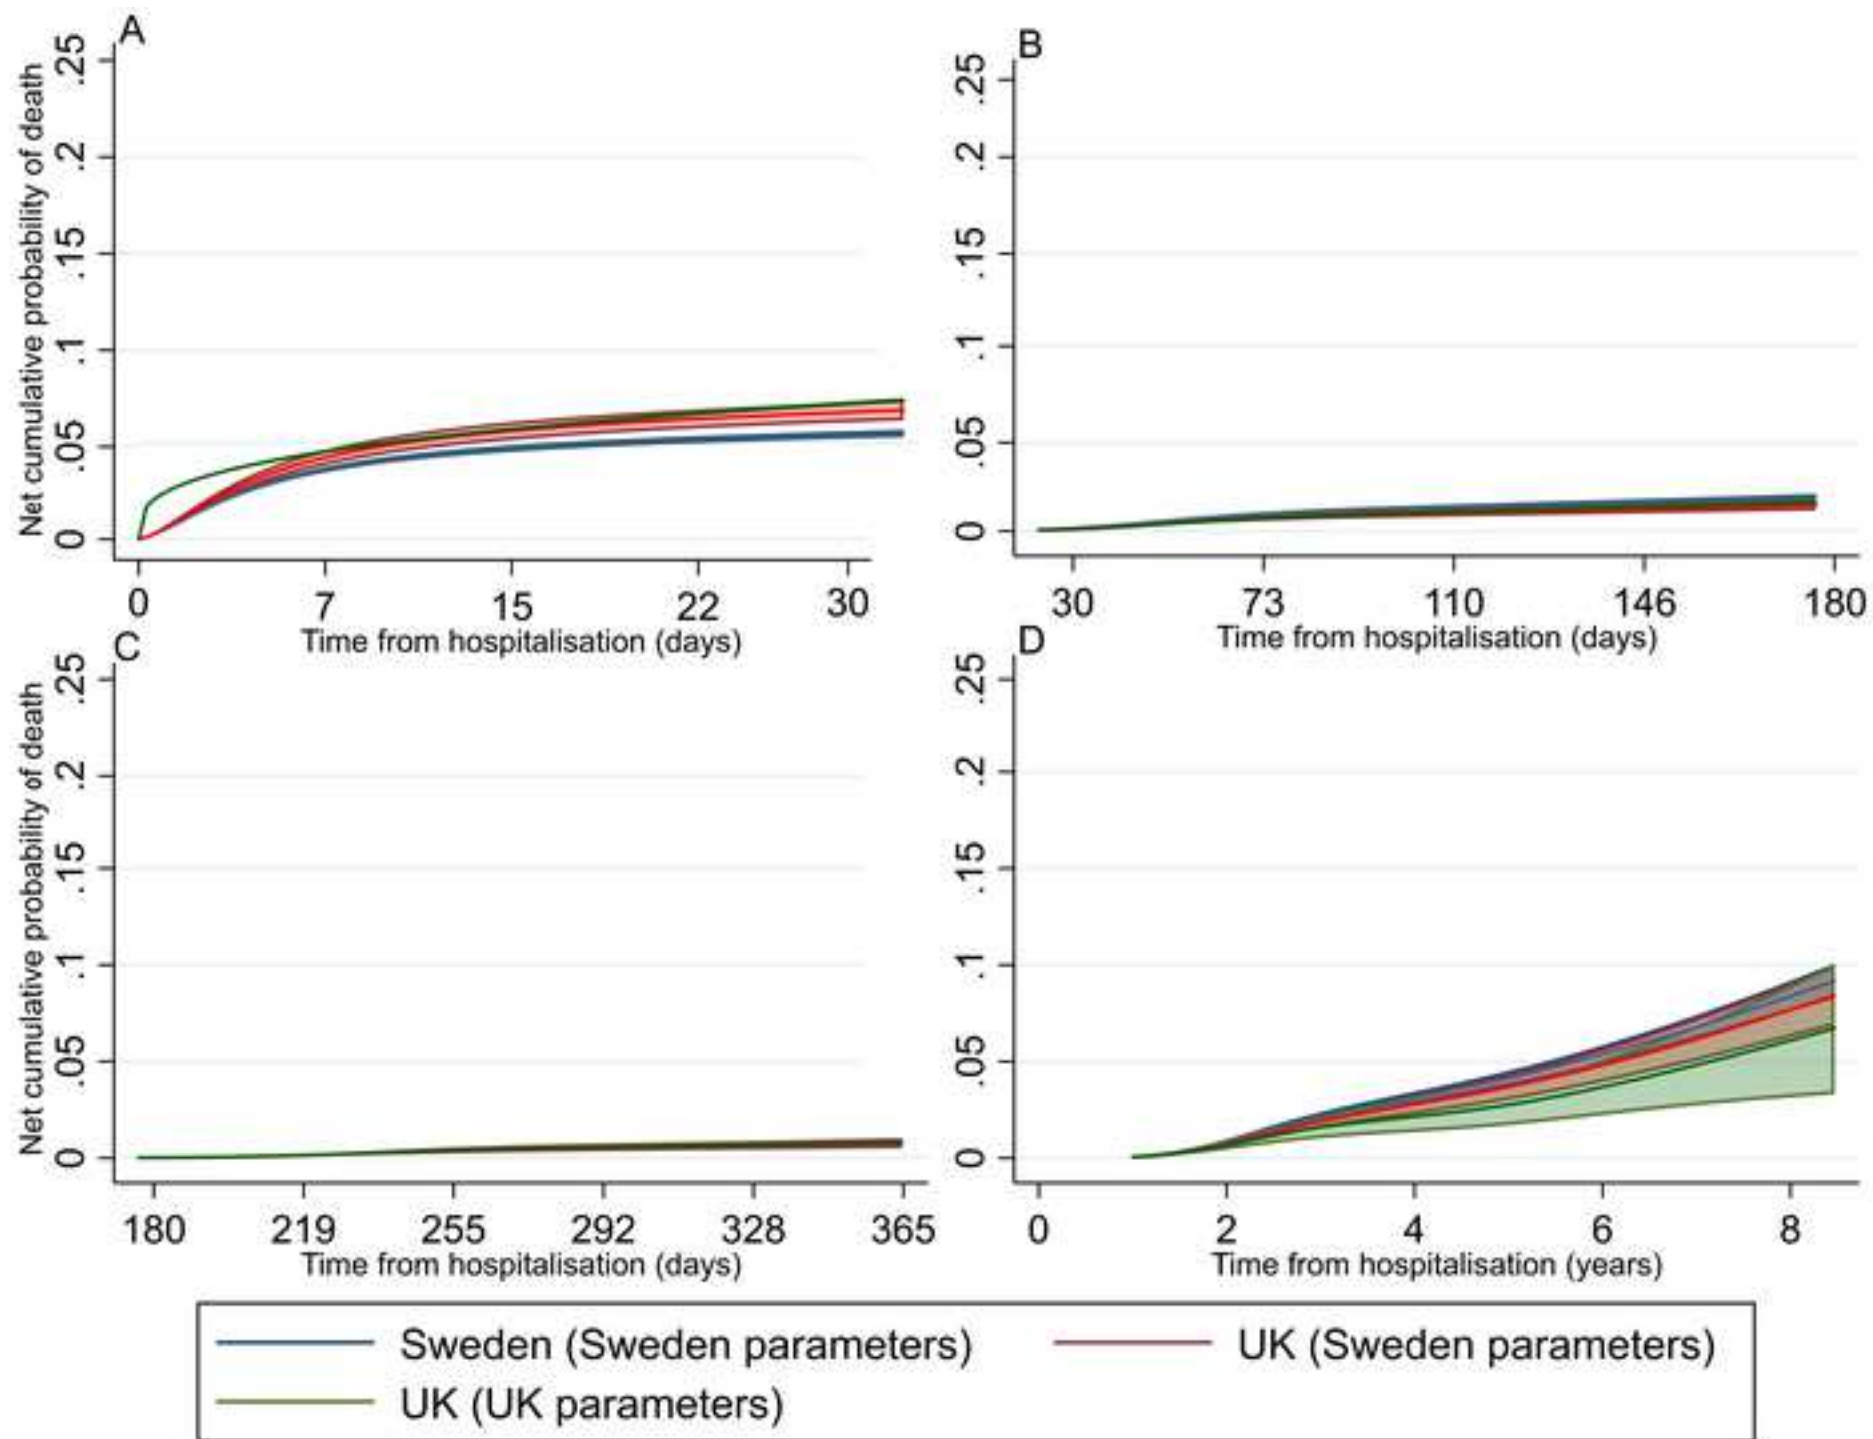 A
Net cumulative probability of death
.25
.2
.15
.1
.05
0
0 7 15 22 30
Time from hospitalisation (days)
B
.25
.2
.15
.1
.05
0
30 73 110 146 180
Time from hospitalisation (days)
C
Net cumulative probability of death
.25
.2
.15
.1
.05
0
180 219 255 292 328 365
Time from hospitalisation (days)
D
.25
.2
.15
.1
.05
0
0 2 4 6 8
Time from hospitalisation (years)
Sweden (Sweden parameters) UK (Sweden parameters)
UK (UK parameters)